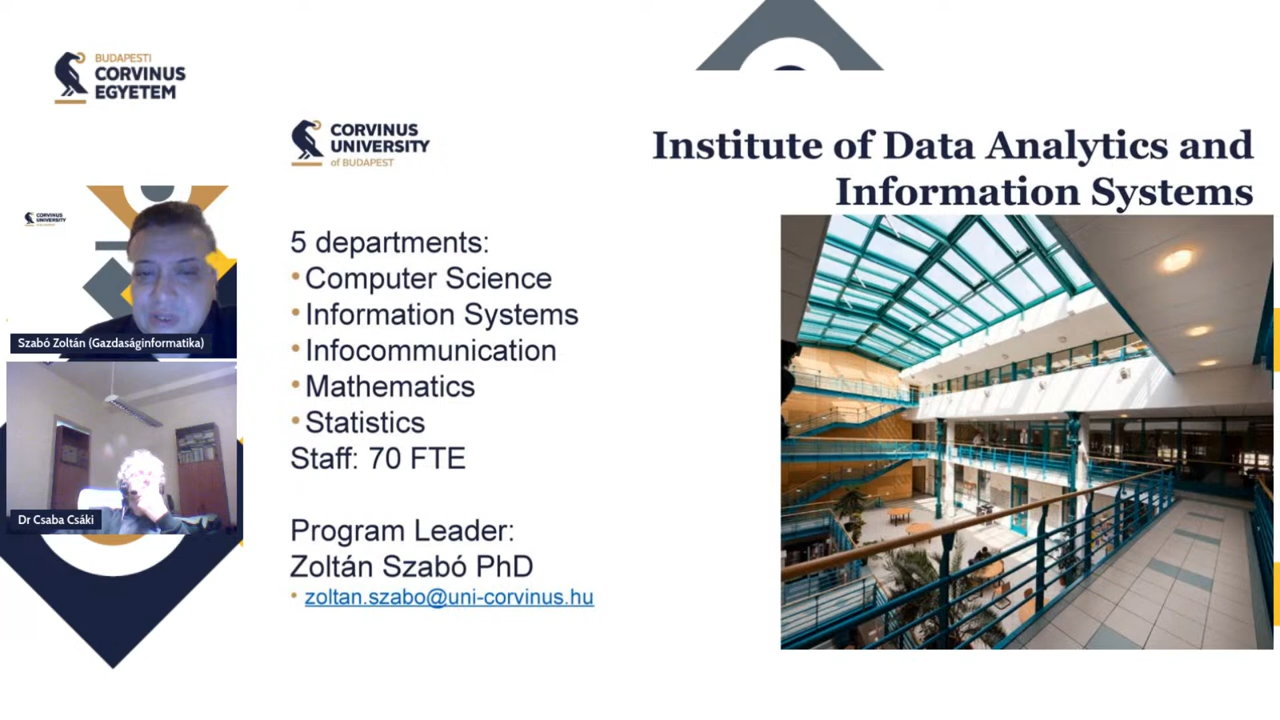 BUDAPESTI
CORVINUS
EGYETEM
CORVINUS
UNIVERSITY
of BUDAPEST
Institute of Data Analytics and
Information Systems
CORVINUS
UNIVERSITY
Szabó Zoltán (Gazdaságinformatika)
Dr Csaba Csáki
5 departments:
• Computer Science
• Information Systems
• Infocommunication
• Mathematics
• Statistics
Staff: 70 FTE
Program Leader:
Zoltán Szabó PhD
• zoltan.szabo@uni-corvinus.hu